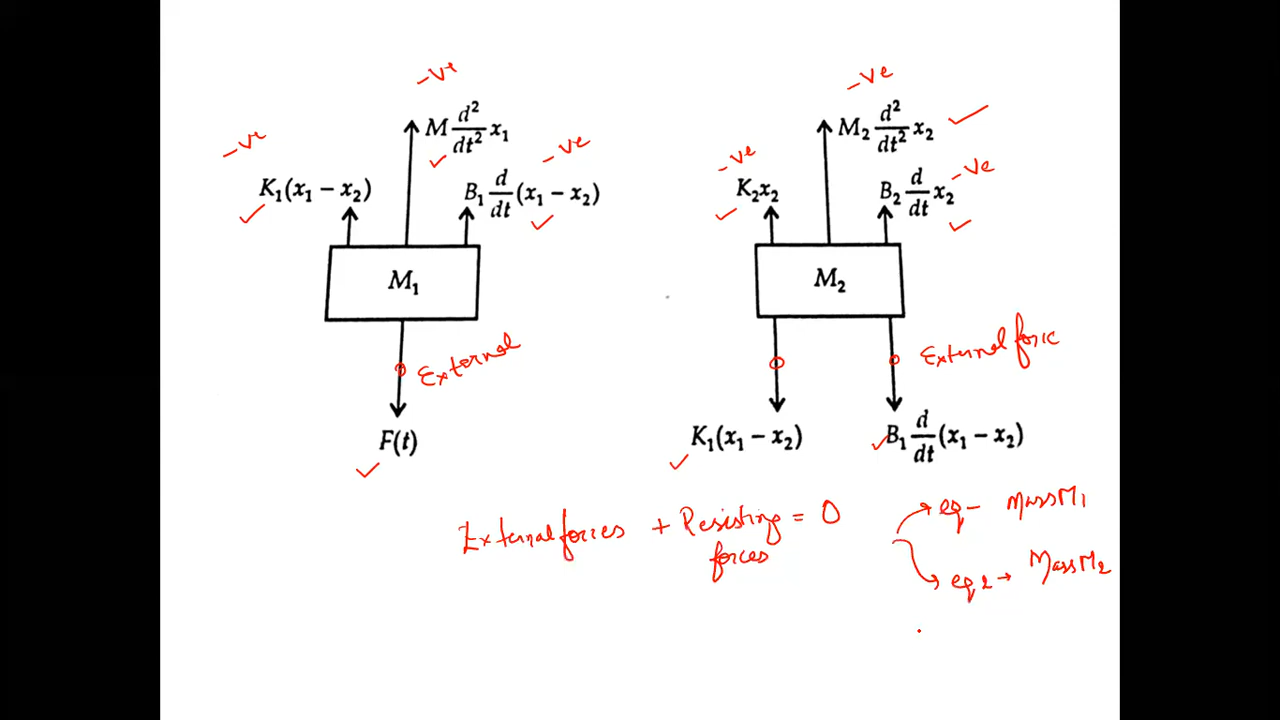 -ve
-ve
M d²/dt² x₁
-ve
K₁(x₁ − x₂)
B₁ d/dt (x₁ − x₂)
M₁
External
F(t)
-ve
M₂ d²/dt² x₂
-ve
K₂x₂
-ve
B₂ d/dt x₂
M₂
External force
K₁(x₁ − x₂)
B₁ d/dt (x₁ − x₂)
External forces + Resisting = 0
forces
eq- Mass M₁
eq 2 → Mass M₂